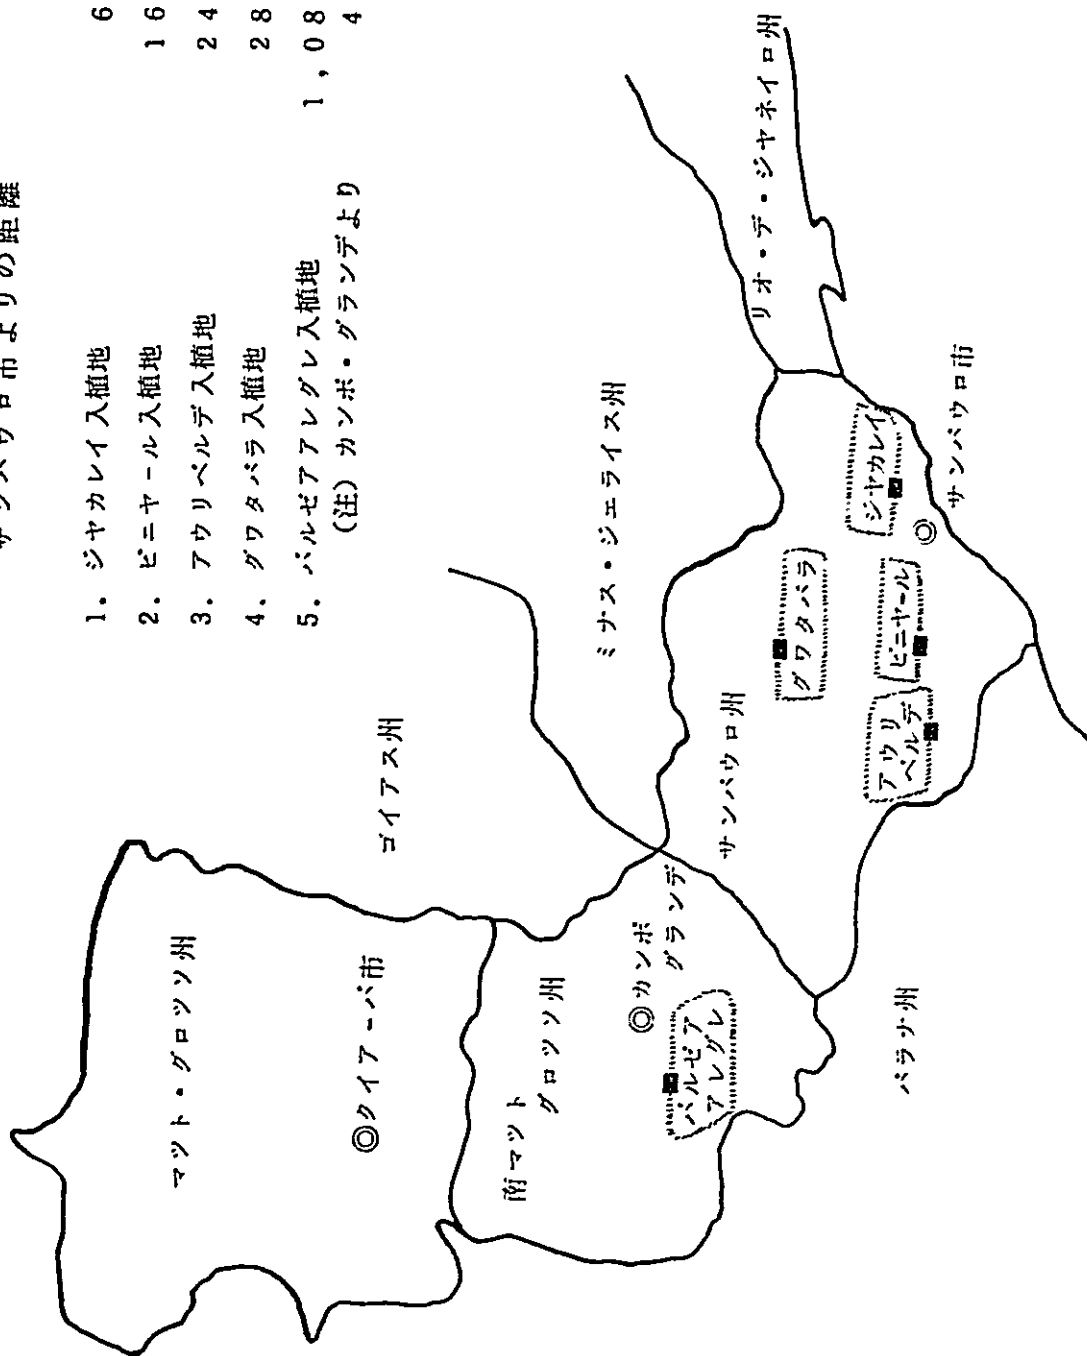 サンパウロ市よりの距離
1. ジヤカレイ入植地 6
2. ピニヤール入植地 16
3. アウリベルデ入植地 24
4. グワタパラ入植地 28
5. バルゼアアレグレ入植地 1,08
(注) カンポ・グランデより 4
マット・グロッソ州
◎クイアーバ市
ゴイアス州
南マット
グロッソ州
◎カンポ
グランデ
バルゼア
アレグレ
ミナス・ジェライス州
サンパウロ州
グワタパラ
リオ・デ・ジャネイロ州
ジヤカレイ
ピニヤール
アウリ
ベルデ
◎
サンパウロ市
パラナ州